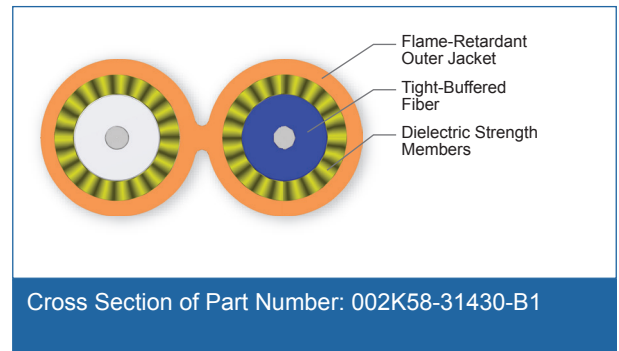 Flame-Retardant
Outer Jacket
Tight-Buffered
Fiber
Dielectric Strength
Members
Cross Section of Part Number: 002K58-31430-B1